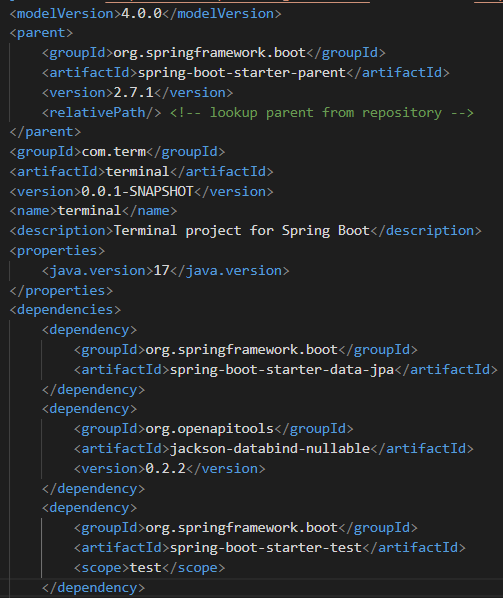 <modelVersion>4.0.0</modelVersion>
<parent>
<groupId>org.springframework.boot</groupId>
<artifactId>spring-boot-starter-parent</artifactId>
<version>2.7.1</version>
<relativePath/> <!-- lookup parent from repository -->
</parent>
<groupId>com.term</groupId>
<artifactId>terminal</artifactId>
<version>0.0.1-SNAPSHOT</version>
<name>terminal</name>
<description>Terminal project for Spring Boot</description>
<properties>
<java.version>17</java.version>
</properties>
<dependencies>
<dependency>
<groupId>org.springframework.boot</groupId>
<artifactId>spring-boot-starter-data-jpa</artifactId>
</dependency>
<dependency>
<groupId>org.openapitools</groupId>
<artifactId>jackson-databind-nullable</artifactId>
<version>0.2.2</version>
</dependency>
<dependency>
<groupId>org.springframework.boot</groupId>
<artifactId>spring-boot-starter-test</artifactId>
<scope>test</scope>
</dependency>